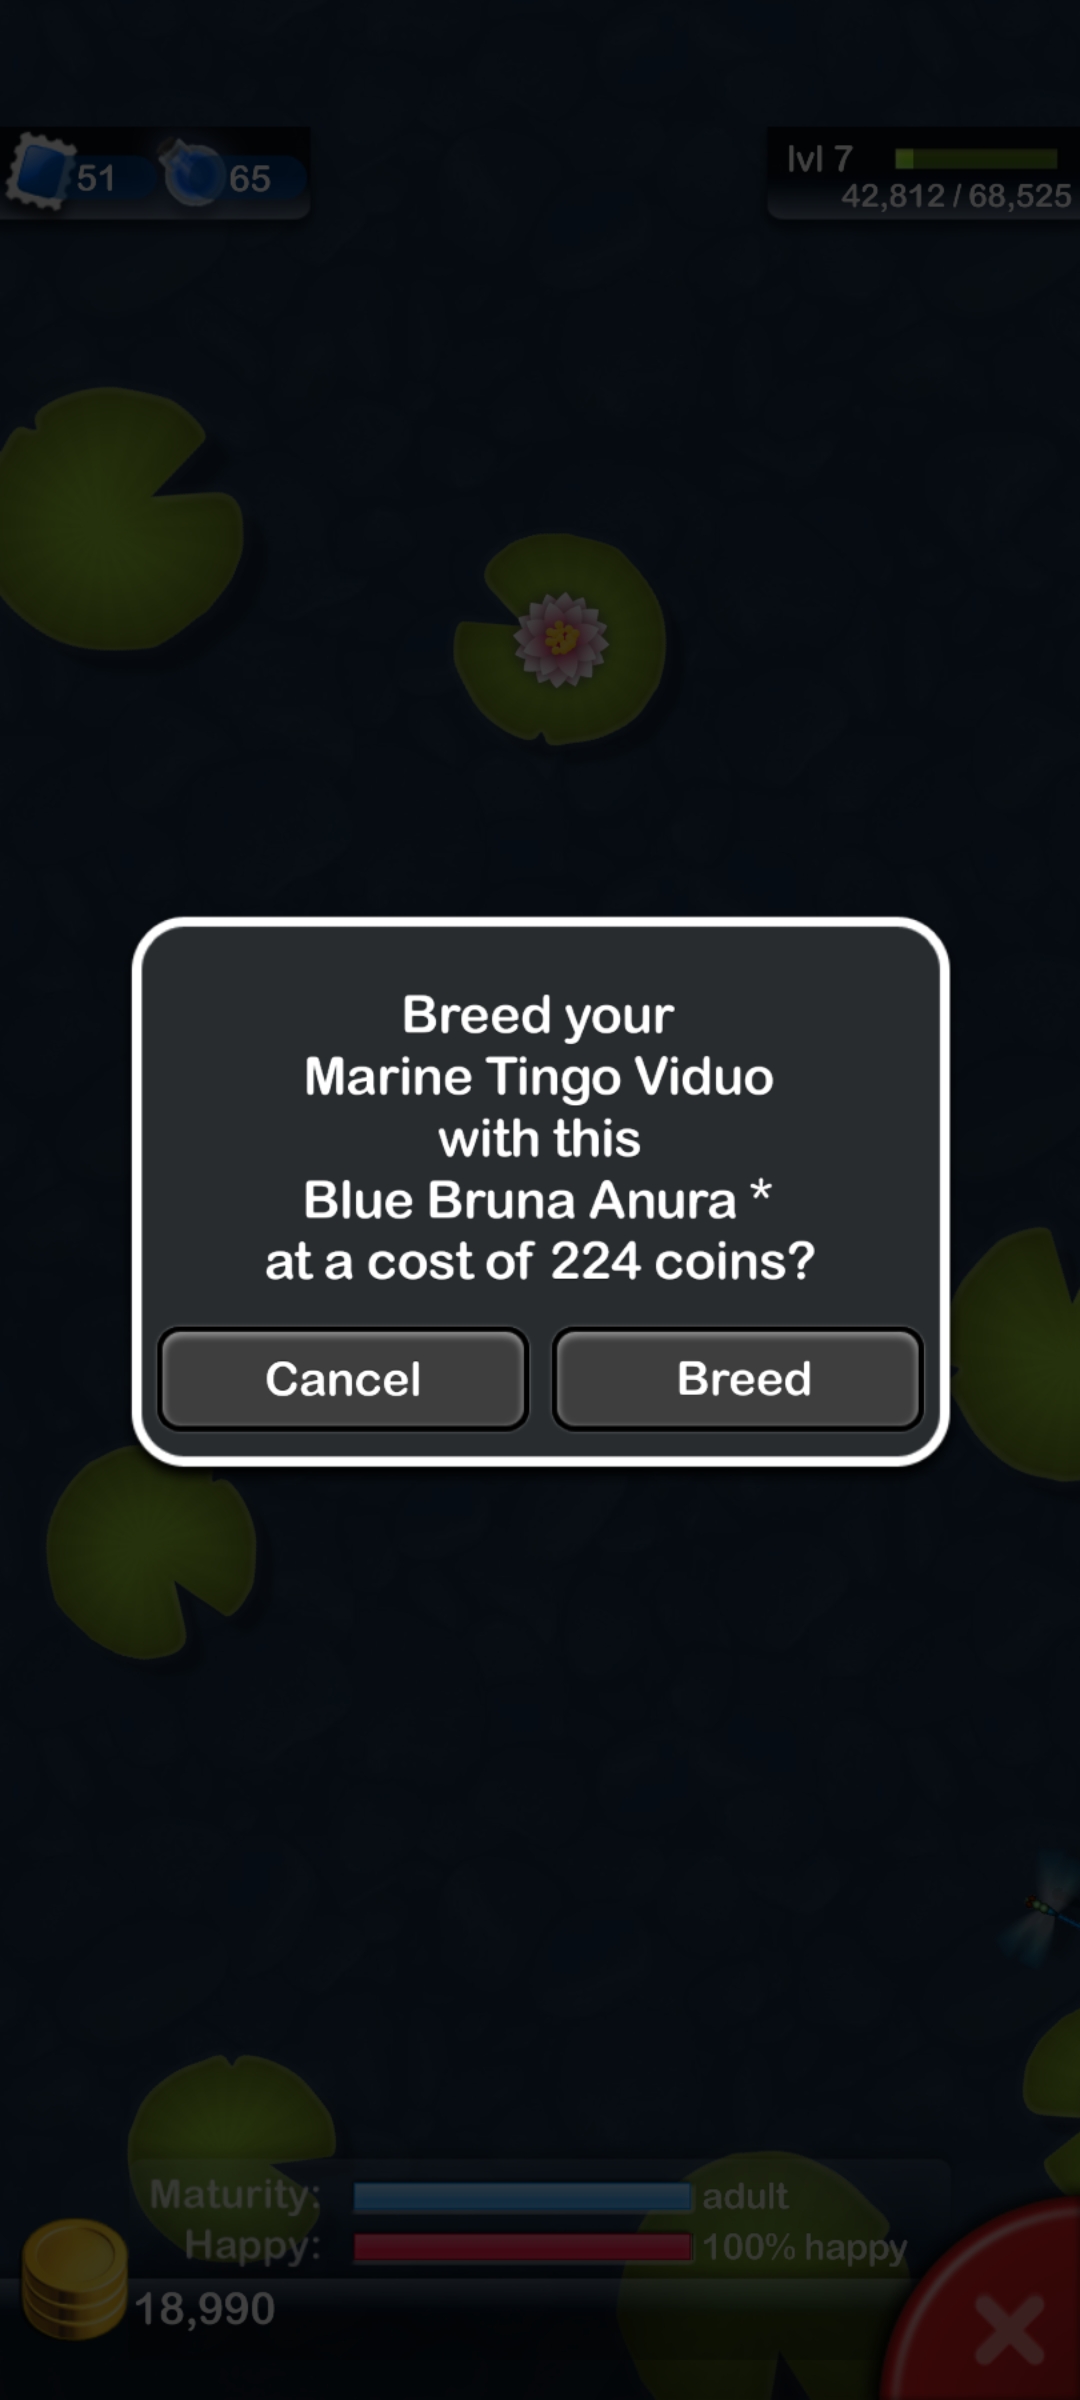 51
65
lvl 7
42,812 / 68,525
Breed your
Marine Tingo Viduo
with this
Blue Bruna Anura *
at a cost of 224 coins?
Cancel
Breed
Maturity:
adult
Happy:
100% happy
18,990